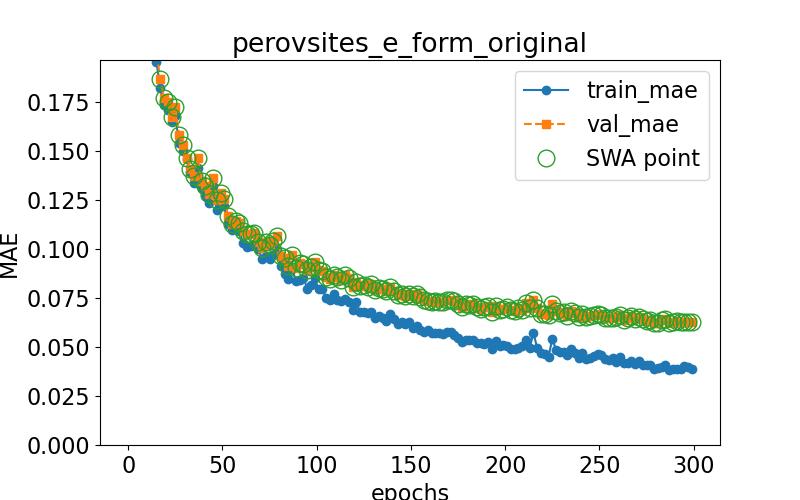 perovsites_e_form_original
MAE
0.175
0.150
0.125
0.100
0.075
0.050
0.025
0.000
train_mae
val_mae
SWA point
0 50 100 150 200 250 300
epochs